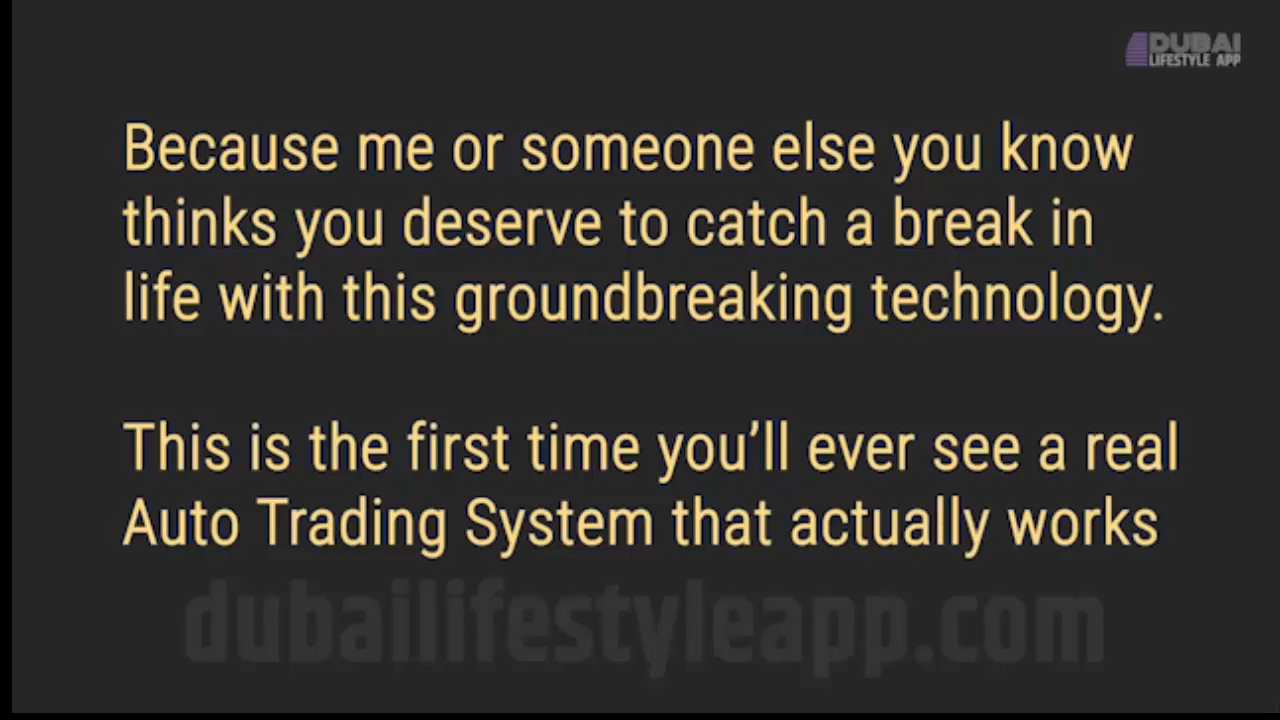 DUBAI
LIFESTYLE APP
Because me or someone else you know
thinks you deserve to catch a break in
life with this groundbreaking technology.
This is the first time you’ll ever see a real
Auto Trading System that actually works
dubailifestyleapp.com